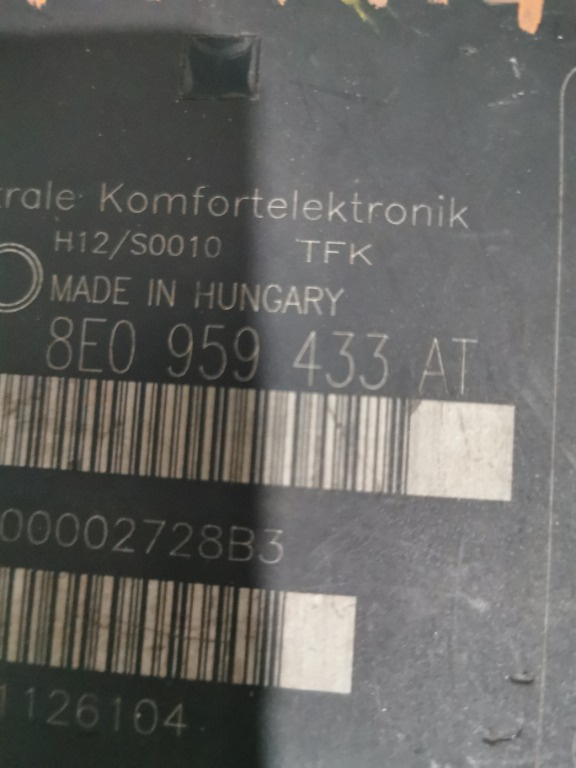 trale Komfortelektronik
H12/S0010 TFK
MADE IN HUNGARY
8E0 959 433 AT
00002728B3
1126104